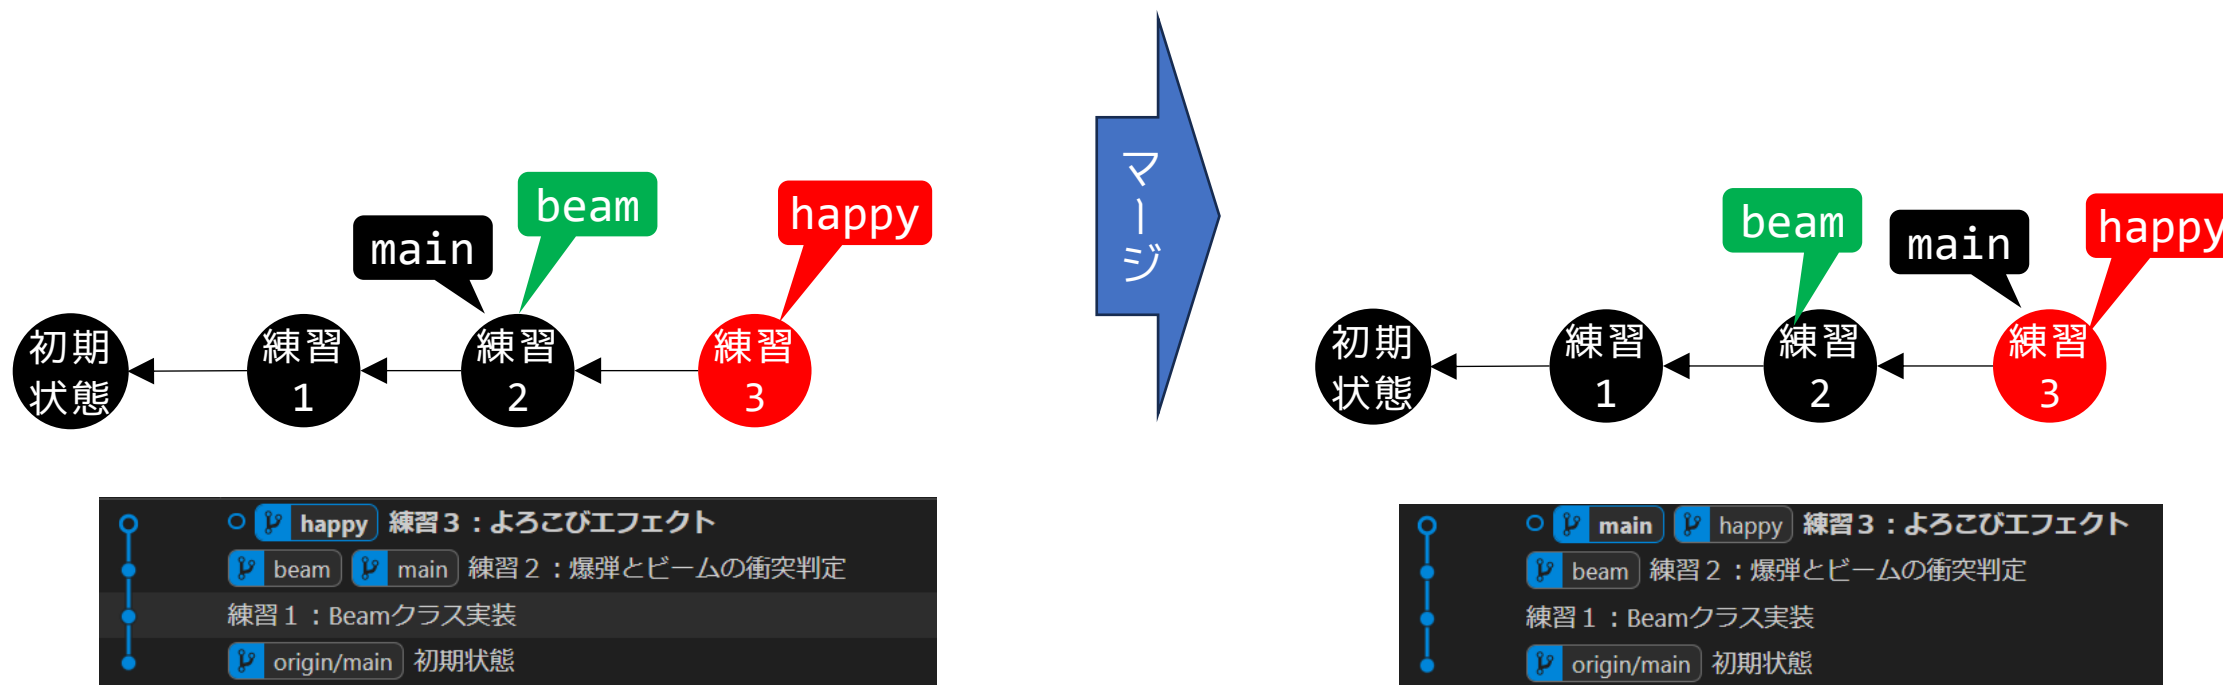 main
beam
happy
初期
状態
練習
1
練習
2
練習
3
マージ
beam
main
happy
初期
状態
練習
1
練習
2
練習
3
happy 練習３：よろこびエフェクト
beam main 練習２：爆弾とビームの衝突判定
練習１：Beamクラス実装
origin/main 初期状態
main happy 練習３：よろこびエフェクト
beam 練習２：爆弾とビームの衝突判定
練習１：Beamクラス実装
origin/main 初期状態